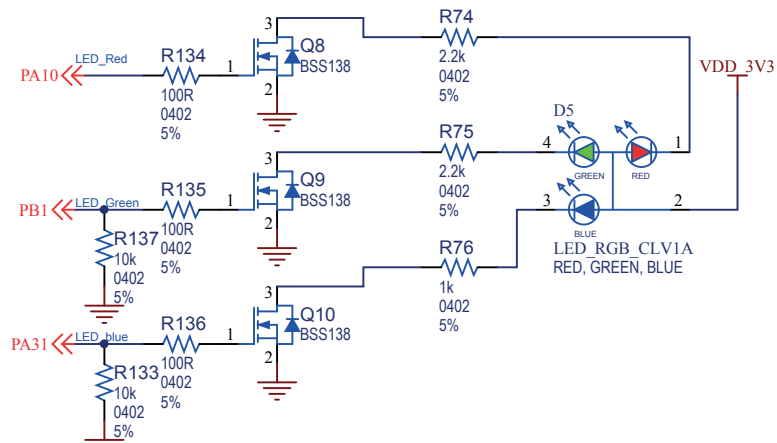 R74
2.2k
0402
5%
3
Q8
BSS138
1
2
LED_Red
PA10
R134
100R
0402
5%
VDD_3V3
D5
4
GREEN
RED
1
R75
2.2k
0402
5%
3
Q9
BSS138
1
2
LED_Green
PB1
R135
100R
0402
5%
R137
10k
0402
5%
3
BLUE
2
LED_RGB_CLV1A
RED, GREEN, BLUE
R76
1k
0402
5%
3
Q10
BSS138
1
2
LED_blue
PA31
R136
100R
0402
5%
R133
10k
0402
5%